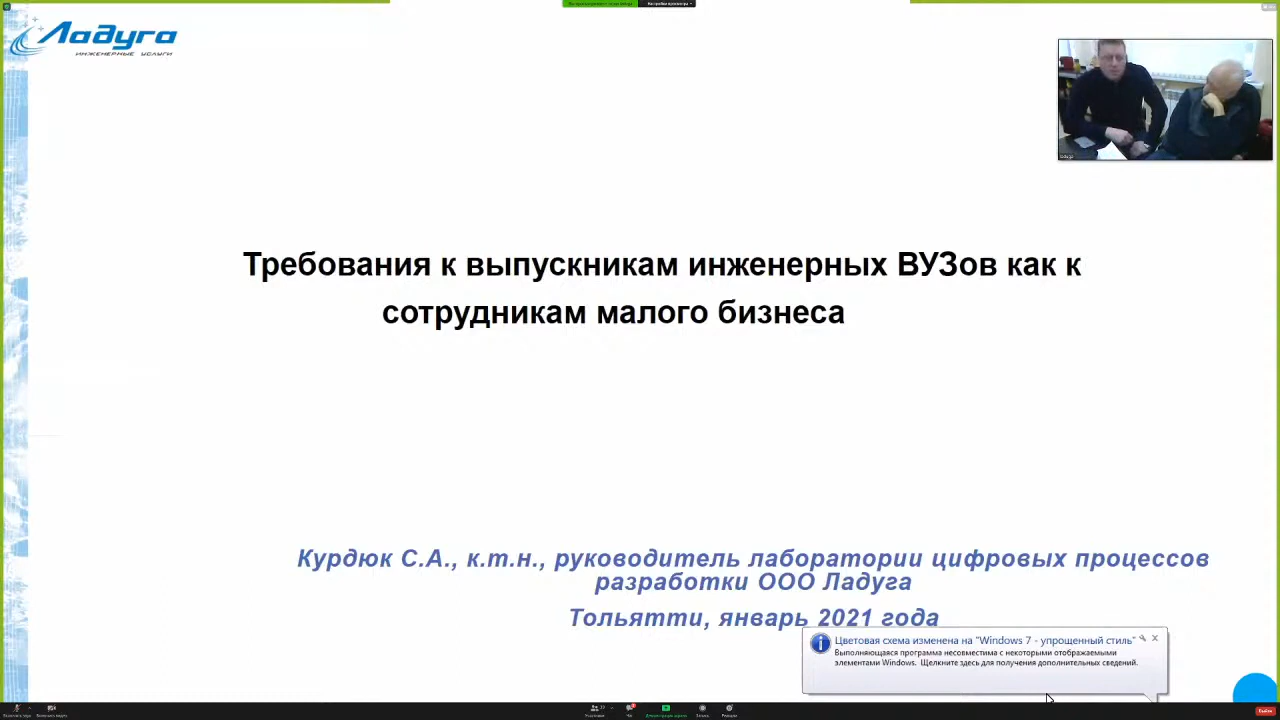 Ладуга
ИНЖЕНЕРНЫЕ УСЛУГИ
Требования к выпускникам инженерных ВУЗов как к
сотрудникам малого бизнеса
Курдюк С.А., к.т.н., руководитель лаборатории цифровых процессов
разработки ООО Ладуга
Тольятти, январь 2021 года
Цветовая схема изменена на "Windows 7 - упрощенный стиль"
Выполняющаяся программа несовместима с некоторыми отображаемыми
элементами Windows. Щелкните здесь для получения дополнительных сведений.